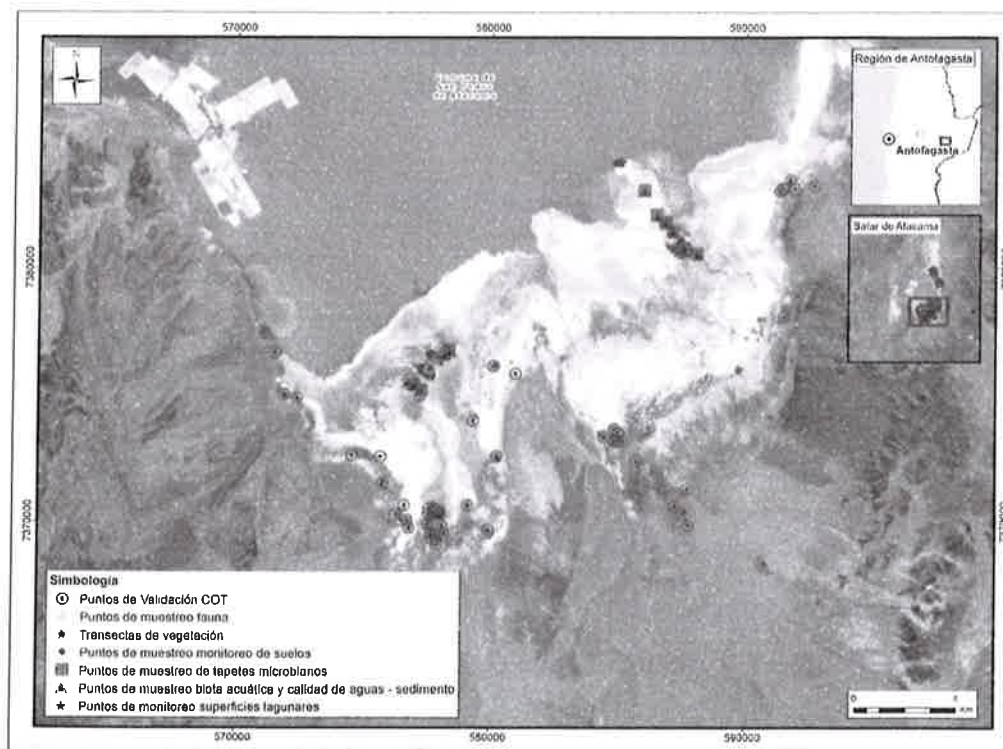 570000 580000 590000
N
Región de Antofagasta
Antofagasta
7380000
Salar de Atacama
7370000 7370000
Simbología
Puntos de Validación COT
Puntos de muestreo fauna
Transectas de vegetación
Puntos de muestreo monitoreo de suelos
Puntos de muestreo de tapetes microbianos
Puntos de muestreo biota acuática y calidad de aguas - sedimento
Puntos de monitoreo superficies lagunares
0
Km
570000 580000 590000